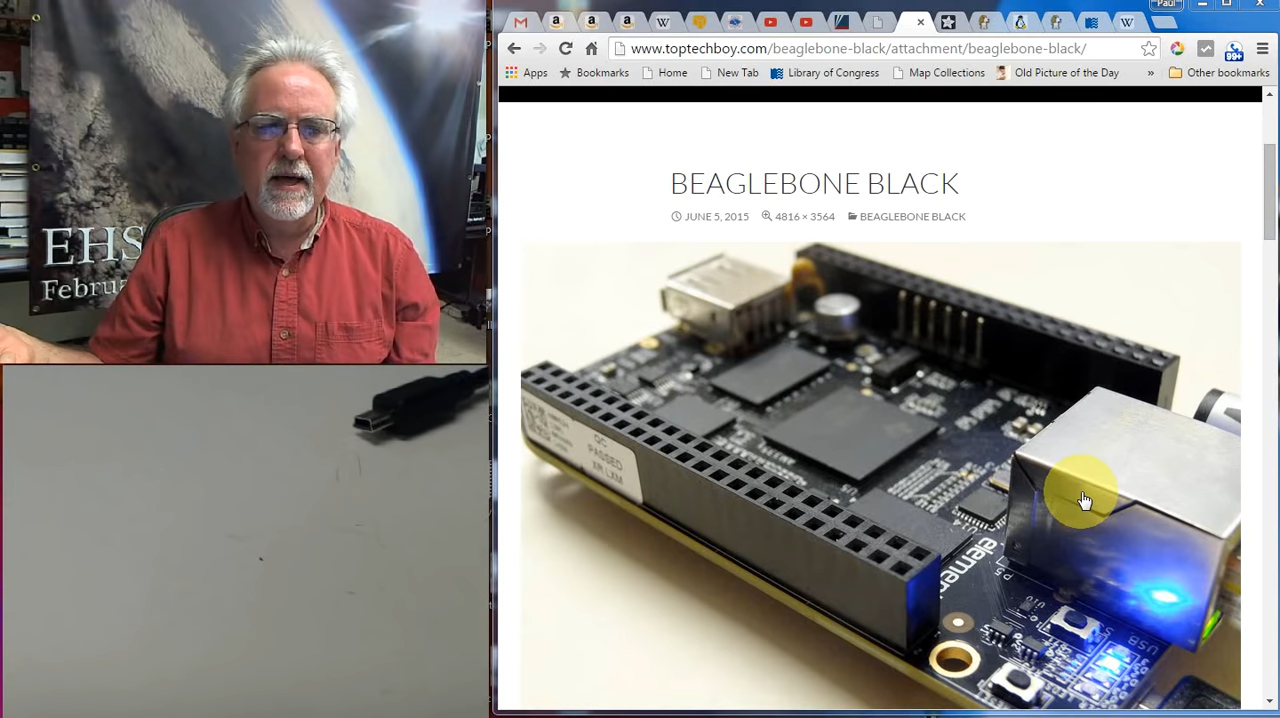 EHS
Februa
Paul
www.toptechboy.com/beaglebone-black/attachment/beaglebone-black/
99+
Apps Bookmarks Home New Tab Library of Congress Map Collections Old Picture of the Day » Other bookmarks
BEAGLEBONE BLACK
JUNE 5, 2015 4816 × 3564 BEAGLEBONE BLACK
QC
PASSED
element
USB